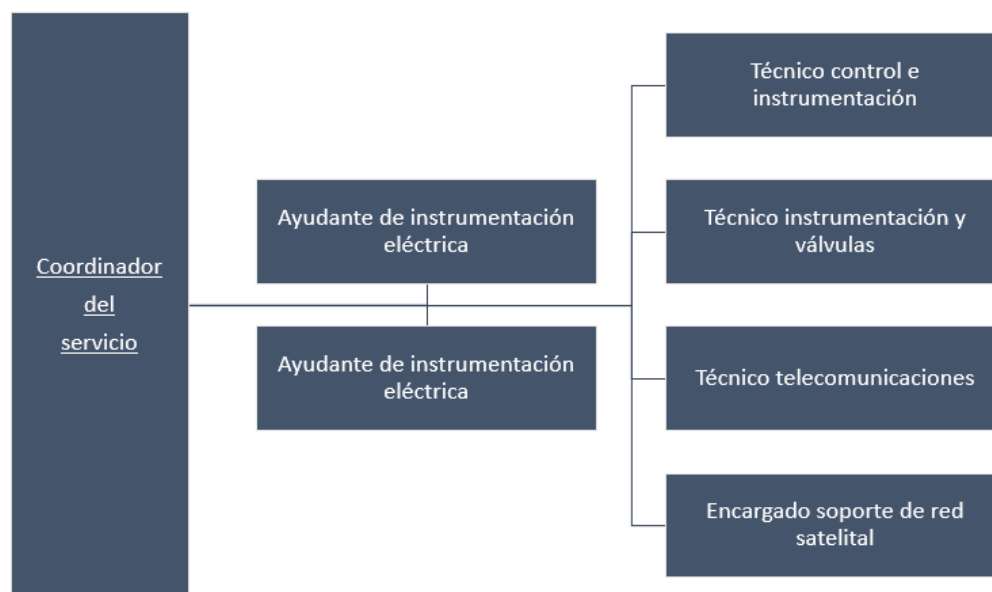 Coordinador
del
servicio
Ayudante de instrumentación
eléctrica
Ayudante de instrumentación
eléctrica
Técnico control e
instrumentación
Técnico instrumentación y
válvulas
Técnico telecomunicaciones
Encargado soporte de red
satelital